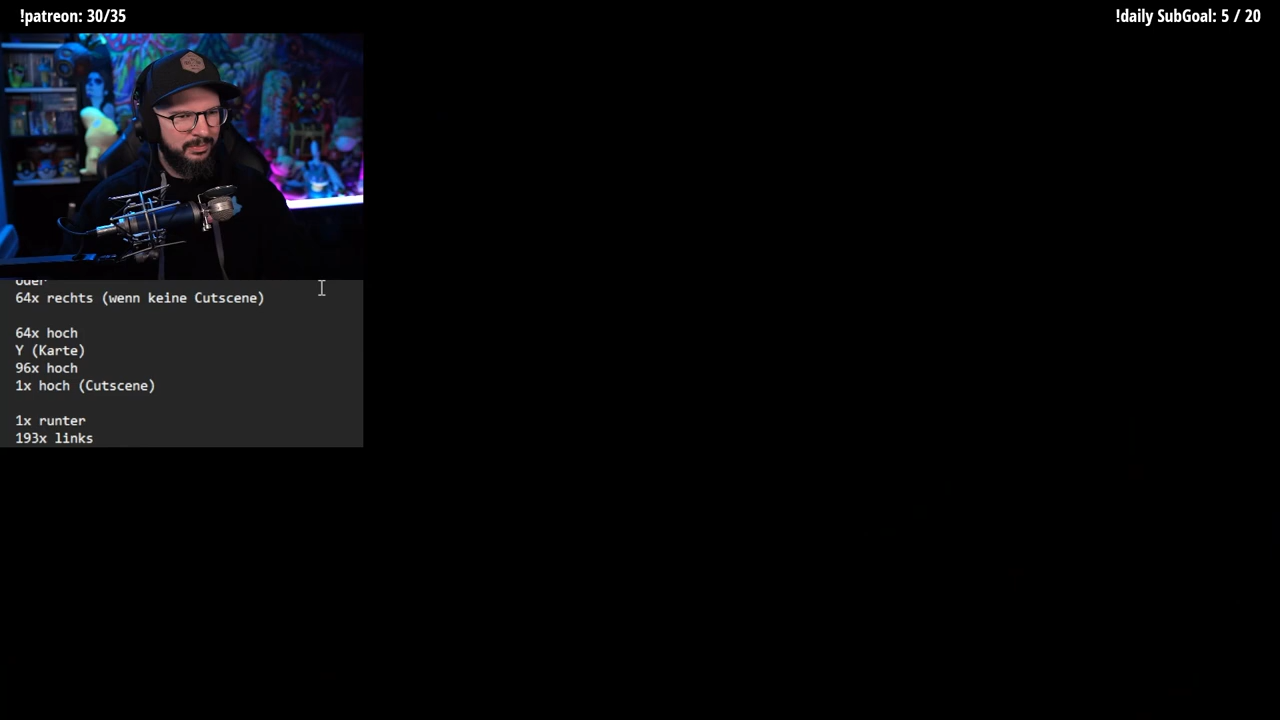 !patreon: 30/35
!daily SubGoal: 5 / 20
oder
64x rechts (wenn keine Cutscene)
64x hoch
Y (Karte)
96x hoch
1x hoch (Cutscene)
1x runter
193x links